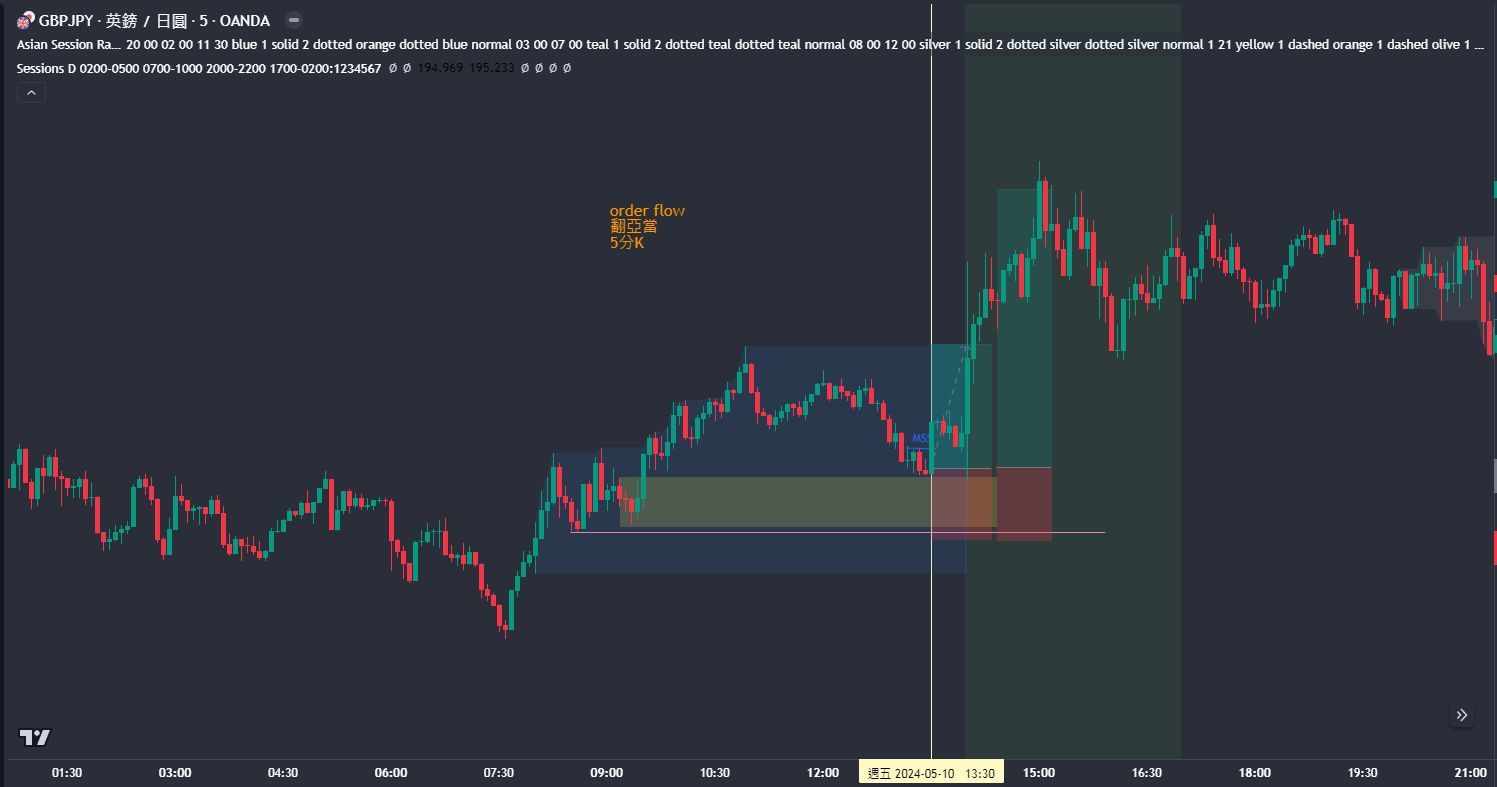 GBPJPY · 英鎊 / 日圓 · 5 · OANDA
Asian Session Ra... 20 00 02 00 11 30 blue 1 solid 2 dotted orange dotted blue normal 03 00 07 00 teal 1 solid 2 dotted teal dotted teal normal 08 00 12 00 silver 1 solid 2 dotted silver dotted silver normal 1 21 yellow 1 dashed orange 1 dashed olive 1 ...
Sessions D 0200-0500 0700-1000 2000-2200 1700-0200:1234567 Ø Ø 194.969 195.233 Ø Ø Ø Ø
order flow
翻亞當
5分K
MSS
01:30 03:00 04:30 06:00 07:30 09:00 10:30 12:00 週五 2024-05-10 13:30 15:00 16:30 18:00 19:30 21:00